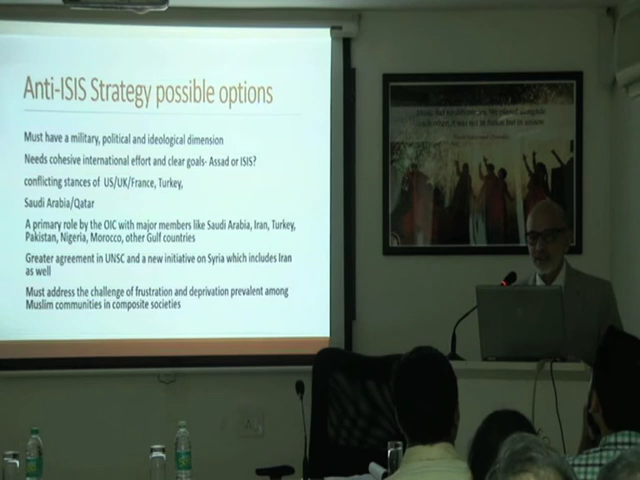 Anti-ISIS Strategy possible options
Must have a military, political and ideological dimension
Needs cohesive international effort and clear goals- Assad or ISIS?
conflicting stances of US/UK/France, Turkey,
Saudi Arabia/Qatar
A primary role by the OIC with major members like Saudi Arabia, Iran, Turkey,
Pakistan, Nigeria, Morocco, other Gulf countries
Greater agreement in UNSC and a new initiative on Syria which includes Iran
as well
Must address the challenge of frustration and deprivation prevalent among
Muslim communities in composite societies